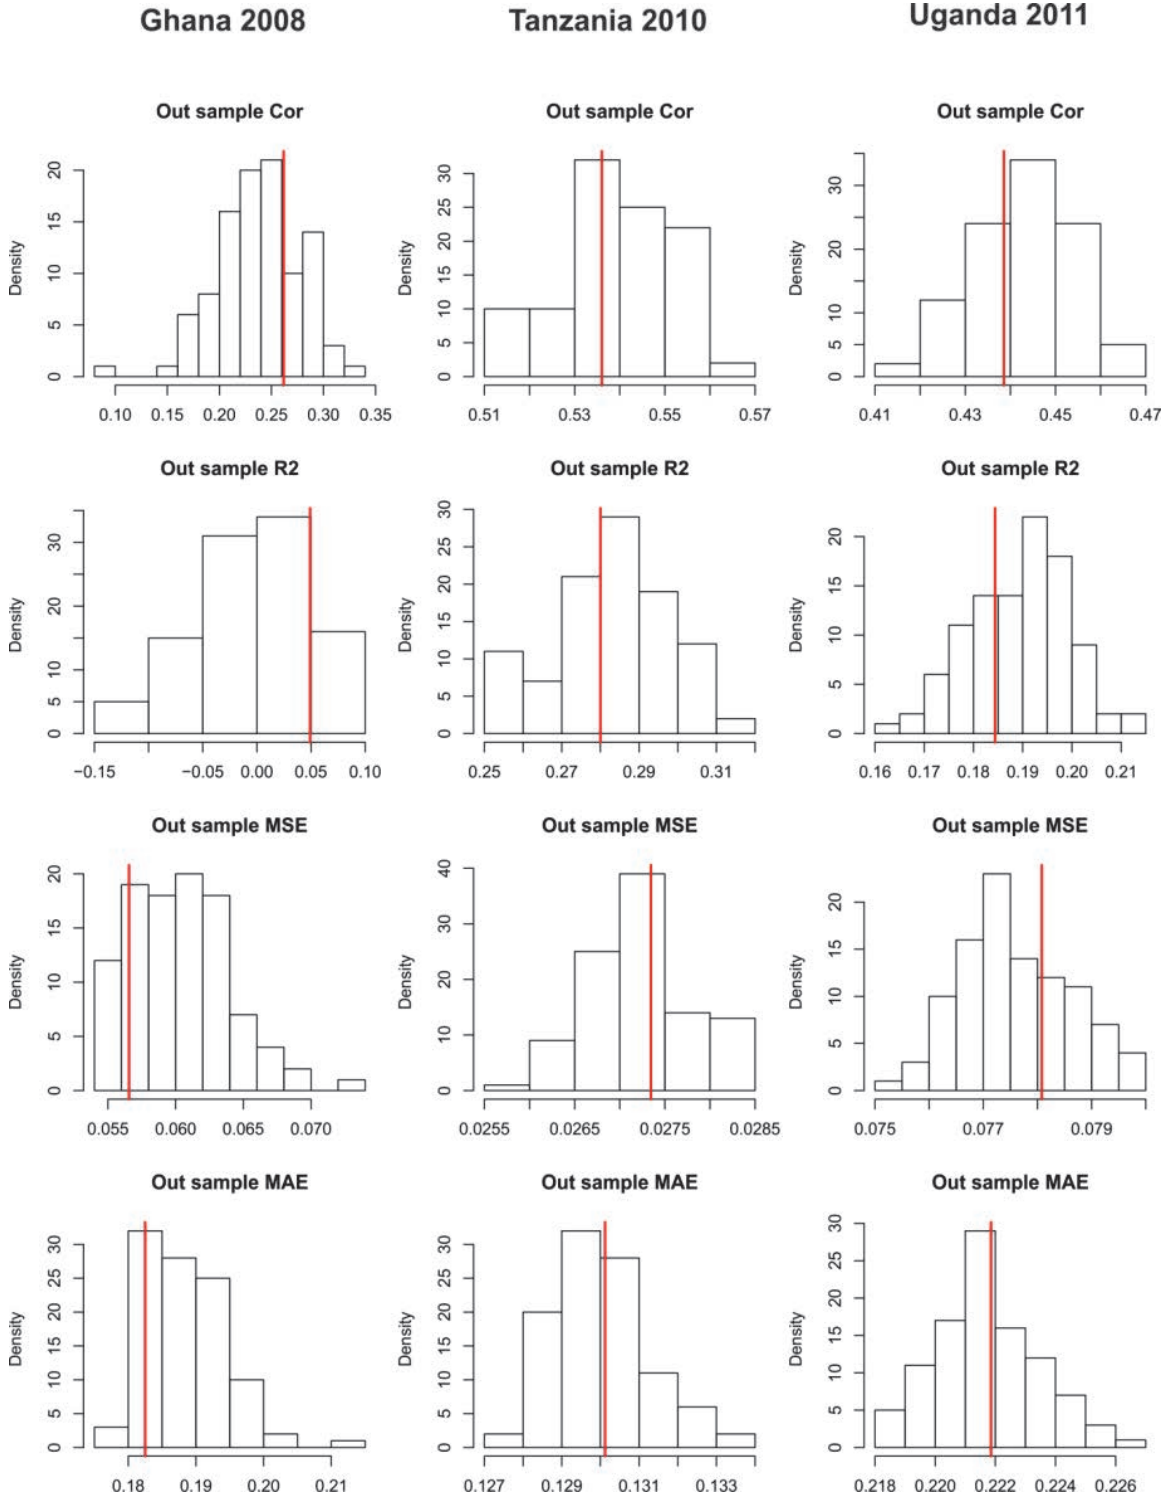 Ghana 2008 Tanzania 2010 Uganda 2011
Out sample Cor Out sample Cor Out sample Cor
Density 0 5 10 15 20
0.10 0.15 0.20 0.25 0.30 0.35
Density 0 5 10 15 20 25 30
0.51 0.53 0.55 0.57
Density 0 5 10 20 30
0.41 0.43 0.45 0.47
Out sample R2 Out sample R2 Out sample R2
Density 0 5 10 20 30
−0.15 −0.05 0.00 0.05 0.10
Density 0 5 10 15 20 25 30
0.25 0.27 0.29 0.31
Density 0 5 10 15 20
0.16 0.17 0.18 0.19 0.20 0.21
Out sample MSE Out sample MSE Out sample MSE
Density 0 5 10 15 20
0.055 0.060 0.065 0.070
Density 0 10 20 30 40
0.0255 0.0265 0.0275 0.0285
Density 0 5 10 15 20
0.075 0.077 0.079
Out sample MAE Out sample MAE Out sample MAE
Density 0 5 10 15 20 25 30
0.18 0.19 0.20 0.21
Density 0 5 10 15 20 25 30
0.127 0.129 0.131 0.133
Density 0 5 10 15 20 25 30
0.218 0.220 0.222 0.224 0.226